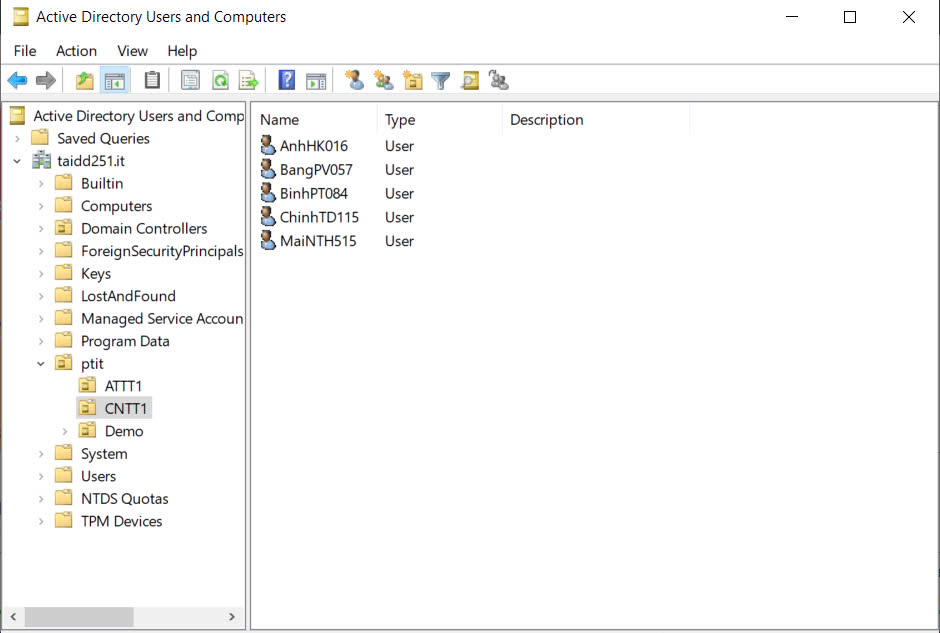 Active Directory Users and Computers
File Action View Help
Active Directory Users and Comp
Saved Queries
taidd251.it
Builtin
Computers
Domain Controllers
ForeignSecurityPrincipals
Keys
LostAndFound
Managed Service Accoun
Program Data
ptit
ATTT1
CNTT1
Demo
System
Users
NTDS Quotas
TPM Devices
Name Type Description
AnhHK016 User
BangPV057 User
BinhPT084 User
ChinhTD115 User
MaiNTH515 User